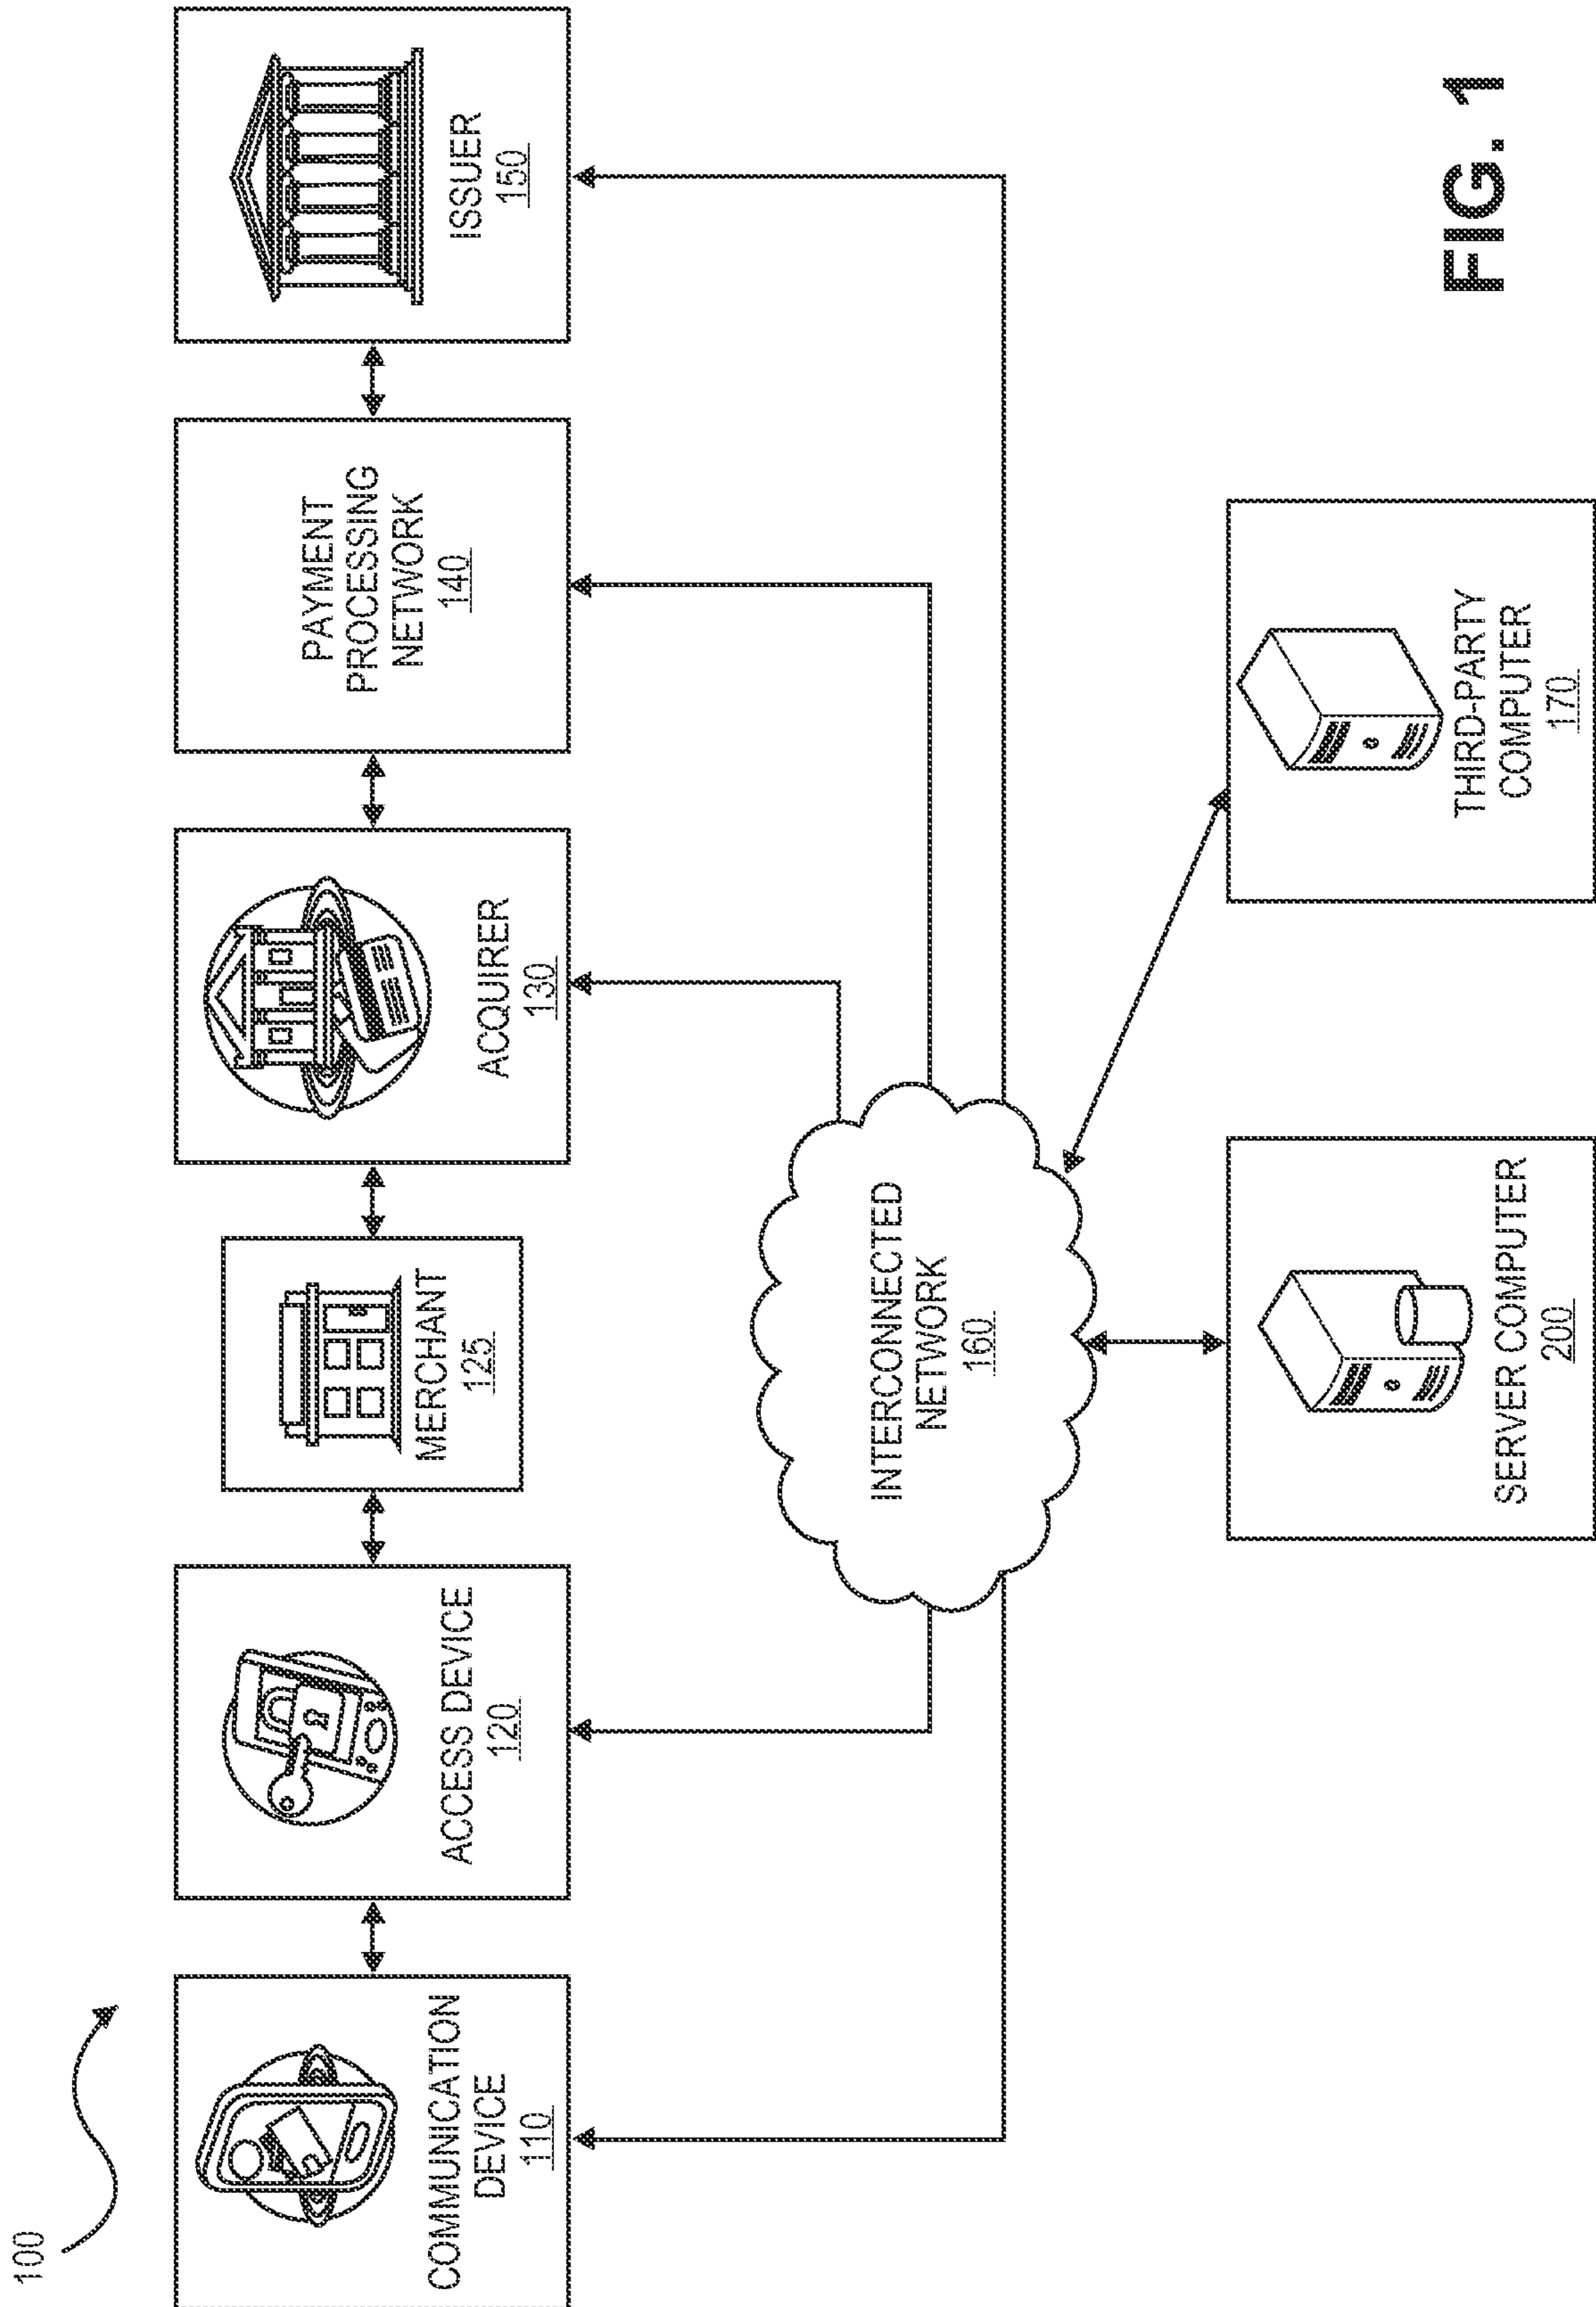 100
COMMUNICATION
DEVICE
110
ACCESS DEVICE
120
MERCHANT
125
ACQUIRER
130
PAYMENT
PROCESSING
NETWORK
140
ISSUER
150
INTERCONNECTED
NETWORK
160
SERVER COMPUTER
200
THIRD-PARTY
COMPUTER
170
FIG. 1